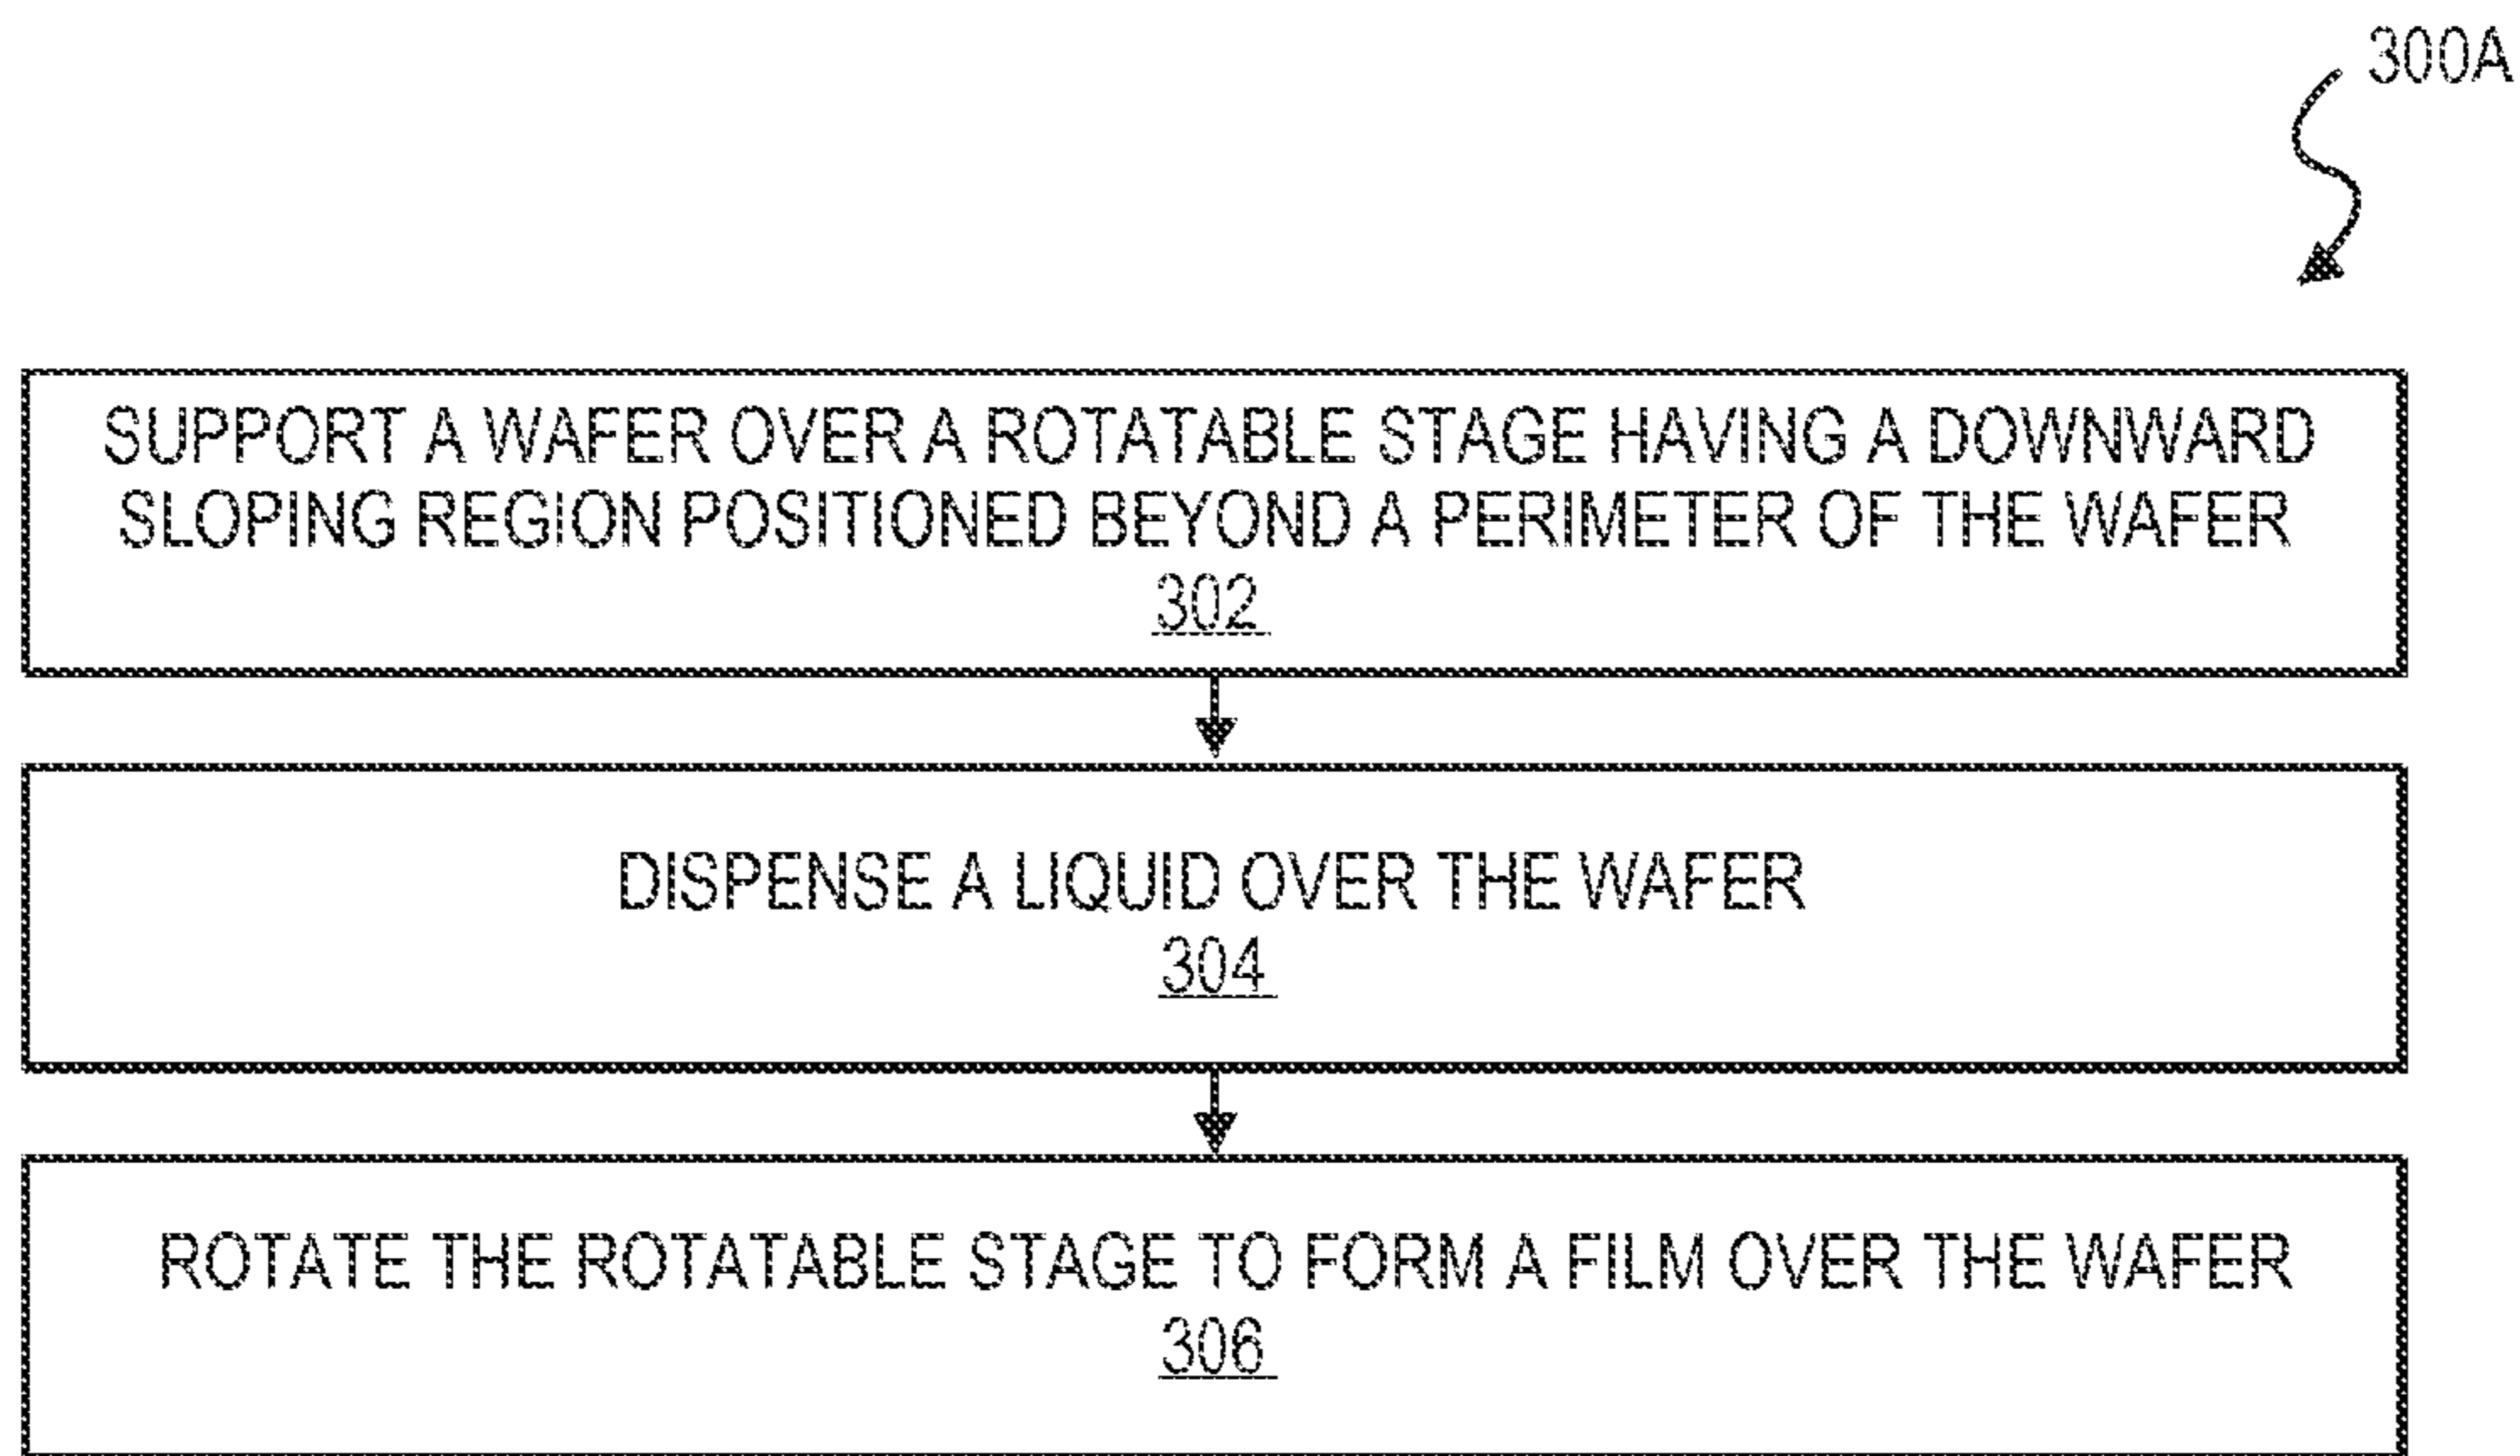 300A
SUPPORT A WAFER OVER A ROTATABLE STAGE HAVING A DOWNWARD
SLOPING REGION POSITIONED BEYOND A PERIMETER OF THE WAFER
302
DISPENSE A LIQUID OVER THE WAFER
304
ROTATE THE ROTATABLE STAGE TO FORM A FILM OVER THE WAFER
306